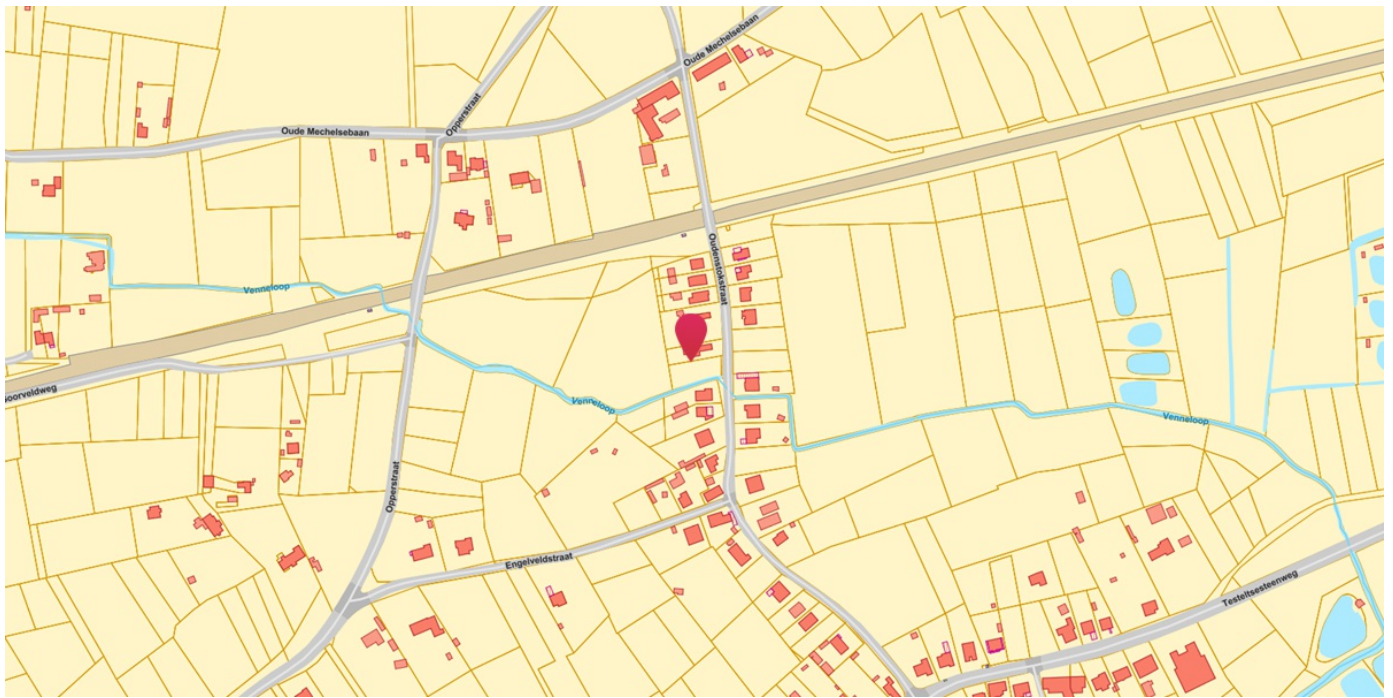 Oude Mechelsebaan
Opperstraat
Oude Mechelsebaan
Oudenstokstraat
Venneloop
Venneloop
Venneloop
Opperstraat
Engelveldstraat
Testeltsesteenweg